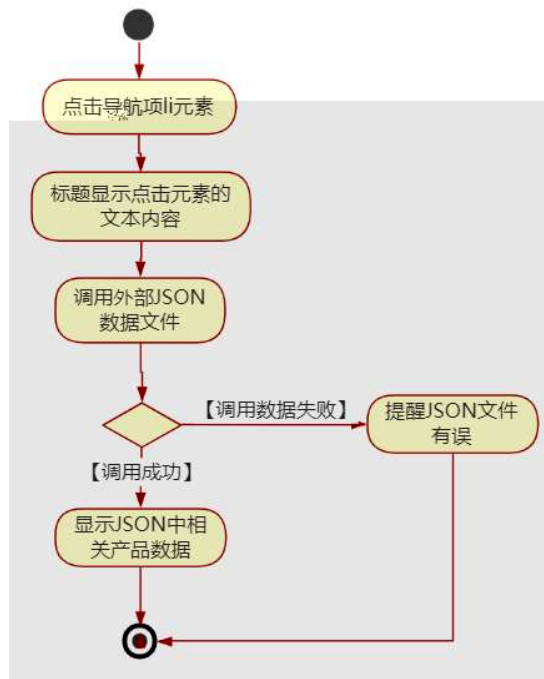 点击导航项li元素
标题显示点击元素的
文本内容
调用外部JSON
数据文件
【调用数据失败】
提醒JSON文件
有误
【调用成功】
显示JSON中相
关产品数据